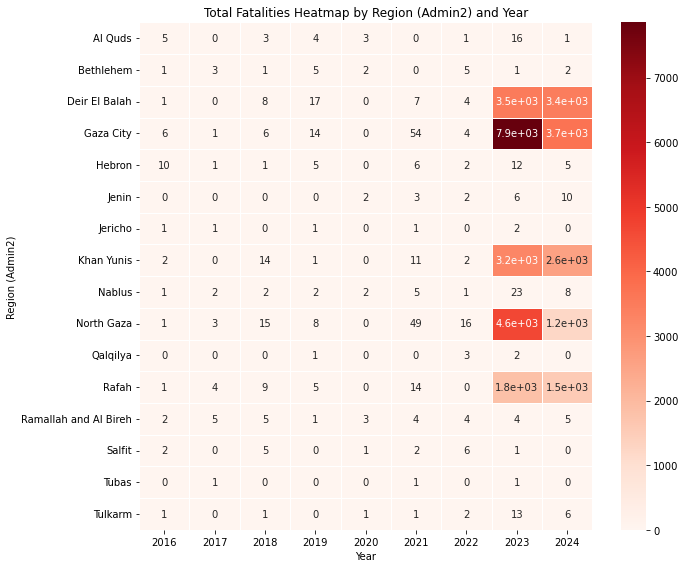 Total Fatalities Heatmap by Region (Admin2) and Year
Al Quds 5 0 3 4 3 0 1 16 1
Bethlehem 1 3 1 5 2 0 5 1 2
Deir El Balah 1 0 8 17 0 7 4 3.5e+03 3.4e+03
Gaza City 6 1 6 14 0 54 4 7.9e+03 3.7e+03
Hebron 10 1 1 5 0 6 2 12 5
Jenin 0 0 0 0 2 3 2 6 10
Jericho 1 1 0 1 0 1 0 2 0
Khan Yunis 2 0 14 1 0 11 2 3.2e+03 2.6e+03
Nablus 1 2 2 2 2 5 1 23 8
North Gaza 1 3 15 8 0 49 16 4.6e+03 1.2e+03
Qalqilya 0 0 0 1 0 0 3 2 0
Rafah 1 4 9 5 0 14 0 1.8e+03 1.5e+03
Ramallah and Al Bireh 2 5 5 1 3 4 4 4 5
Salfit 2 0 5 0 1 2 6 1 0
Tubas 0 1 0 0 0 1 0 1 0
Tulkarm 1 0 1 0 1 1 2 13 6
2016 2017 2018 2019 2020 2021 2022 2023 2024
Year
Region (Admin2)
7000
6000
5000
4000
3000
2000
1000
0